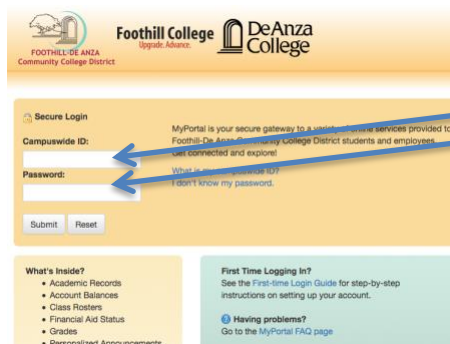 Foothill College
Upgrade. Advance.
De Anza
College
FOOTHILL-DE ANZA
Community College District
Secure Login
Campuswide ID:
Password:
Submit Reset
MyPortal is your secure gateway to a variety of online services provided to
Foothill-De Anza Community College District students and employees.
Get connected and explore!
What is my Campuswide ID?
I don't know my password.
What's Inside?
• Academic Records
• Account Balances
• Class Rosters
• Financial Aid Status
• Grades
• Personalized Announcements
First Time Logging In?
See the First-time Login Guide for step-by-step
instructions on setting up your account.
Having problems?
Go to the MyPortal FAQ page